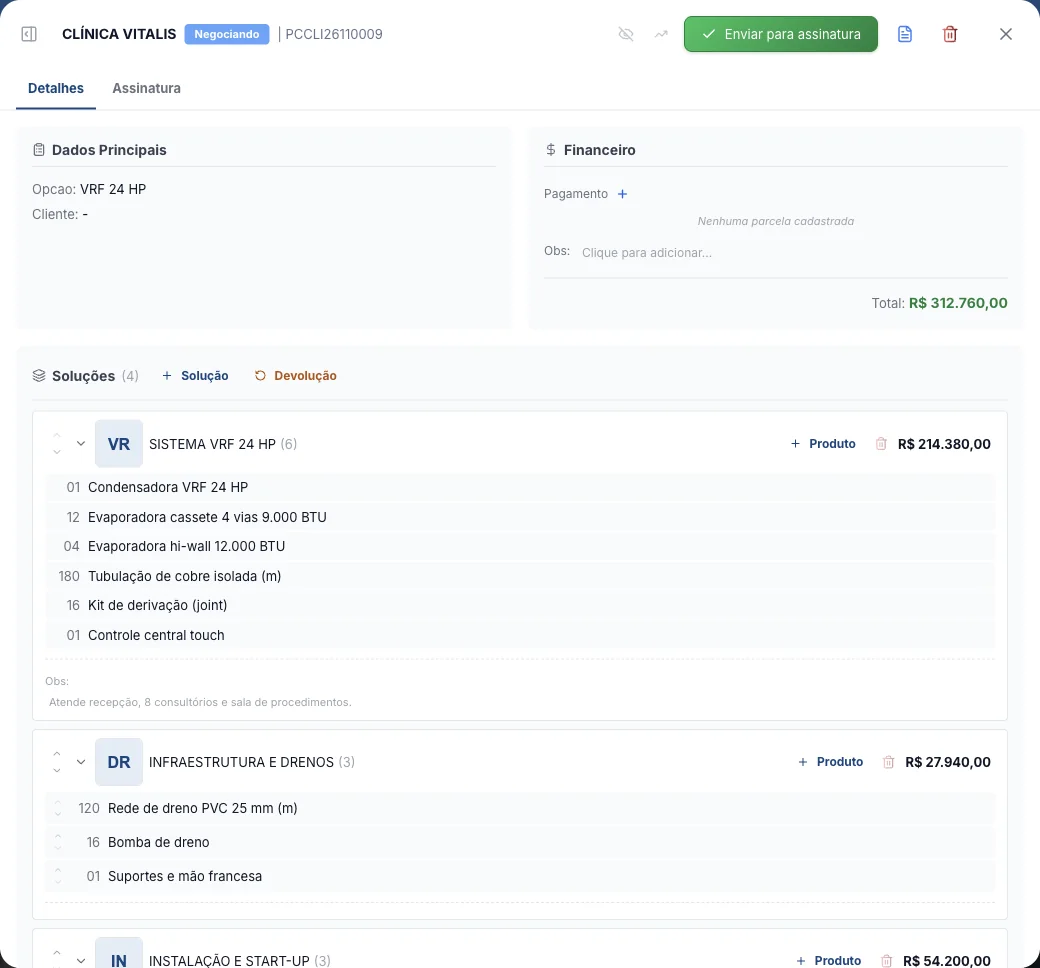 CLÍNICA VITALIS Negociando | PCCLI26110009 Enviar para assinatura
Detalhes Assinatura
Dados Principais
Opcao: VRF 24 HP
Cliente: -
Financeiro
Pagamento +
Nenhuma parcela cadastrada
Obs: Clique para adicionar...
Total: R$ 312.760,00
Soluções (4) + Solução Devolução
VR SISTEMA VRF 24 HP (6) + Produto R$ 214.380,00
01 Condensadora VRF 24 HP
12 Evaporadora cassete 4 vias 9.000 BTU
04 Evaporadora hi-wall 12.000 BTU
180 Tubulação de cobre isolada (m)
16 Kit de derivação (joint)
01 Controle central touch
Obs:
Atende recepção, 8 consultórios e sala de procedimentos.
DR INFRAESTRUTURA E DRENOS (3) + Produto R$ 27.940,00
120 Rede de dreno PVC 25 mm (m)
16 Bomba de dreno
01 Suportes e mão francesa
IN INSTALAÇÃO E START-UP (3) + Produto R$ 54.200,00